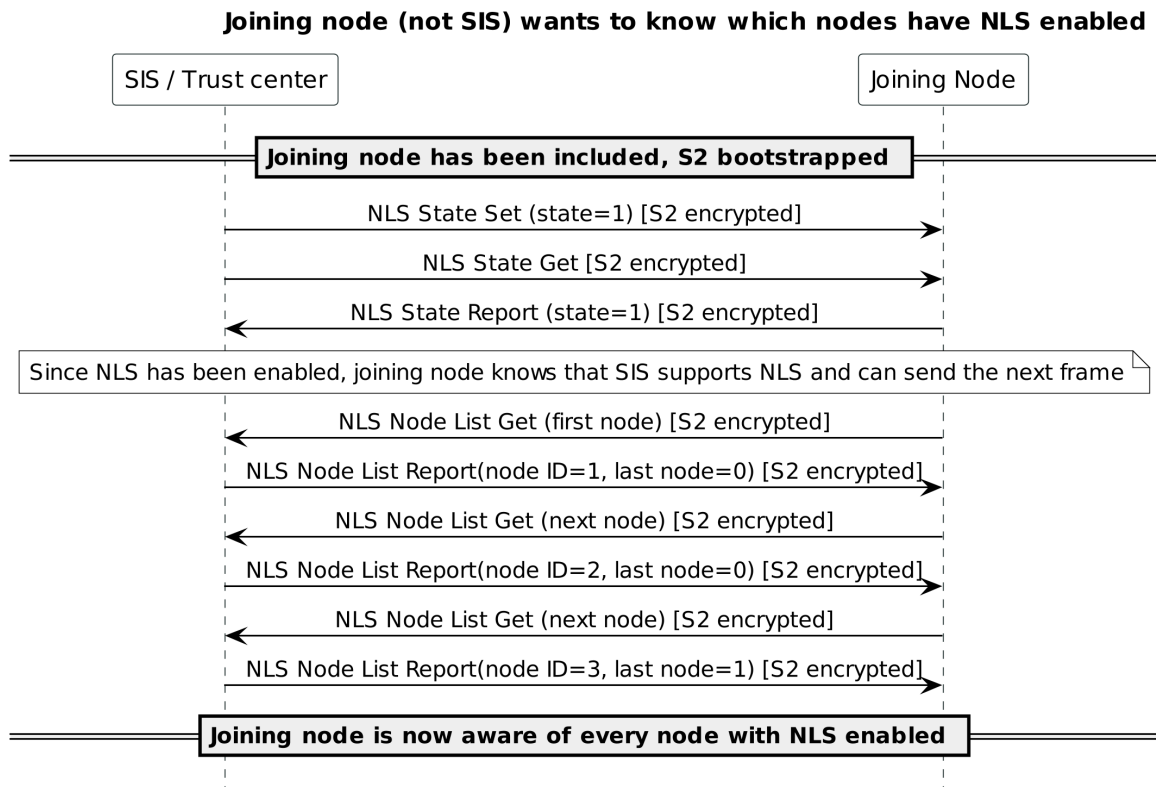 Joining node (not SIS) wants to know which nodes have NLS enabled
SIS / Trust center
Joining Node
Joining node has been included, S2 bootstrapped
NLS State Set (state=1) [S2 encrypted]
NLS State Get [S2 encrypted]
NLS State Report (state=1) [S2 encrypted]
Since NLS has been enabled, joining node knows that SIS supports NLS and can send the next frame
NLS Node List Get (first node) [S2 encrypted]
NLS Node List Report(node ID=1, last node=0) [S2 encrypted]
NLS Node List Get (next node) [S2 encrypted]
NLS Node List Report(node ID=2, last node=0) [S2 encrypted]
NLS Node List Get (next node) [S2 encrypted]
NLS Node List Report(node ID=3, last node=1) [S2 encrypted]
Joining node is now aware of every node with NLS enabled